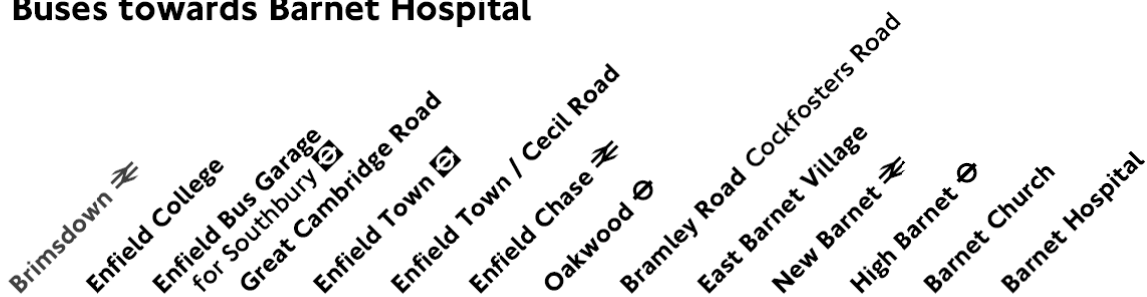 Buses towards Barnet Hospital
Brimsdown
Enfield College
Enfield Bus Garage
for Southbury
Great Cambridge Road
Enfield Town
Enfield Town / Cecil Road
Enfield Chase
Oakwood
Bramley Road Cockfosters Road
East Barnet Village
New Barnet
High Barnet
Barnet Church
Barnet Hospital